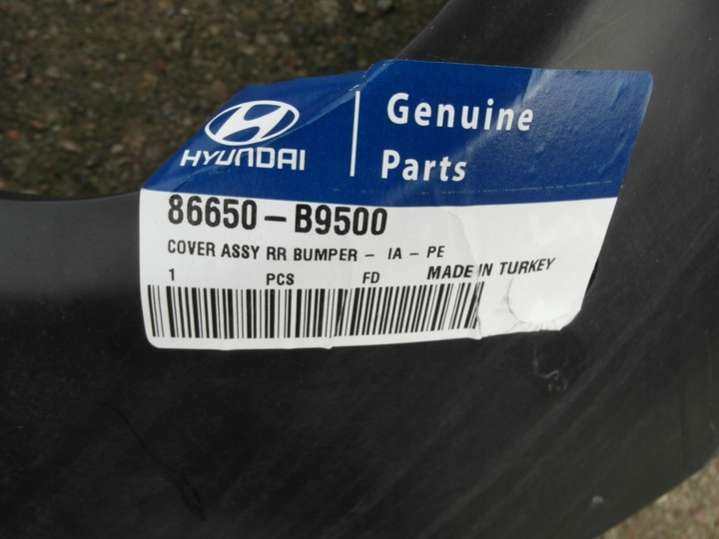 HYUNDAI
Genuine
Parts
86650-B9500
COVER ASSY RR BUMPER - IA - PE
1 PCS FD MADE IN TURKEY